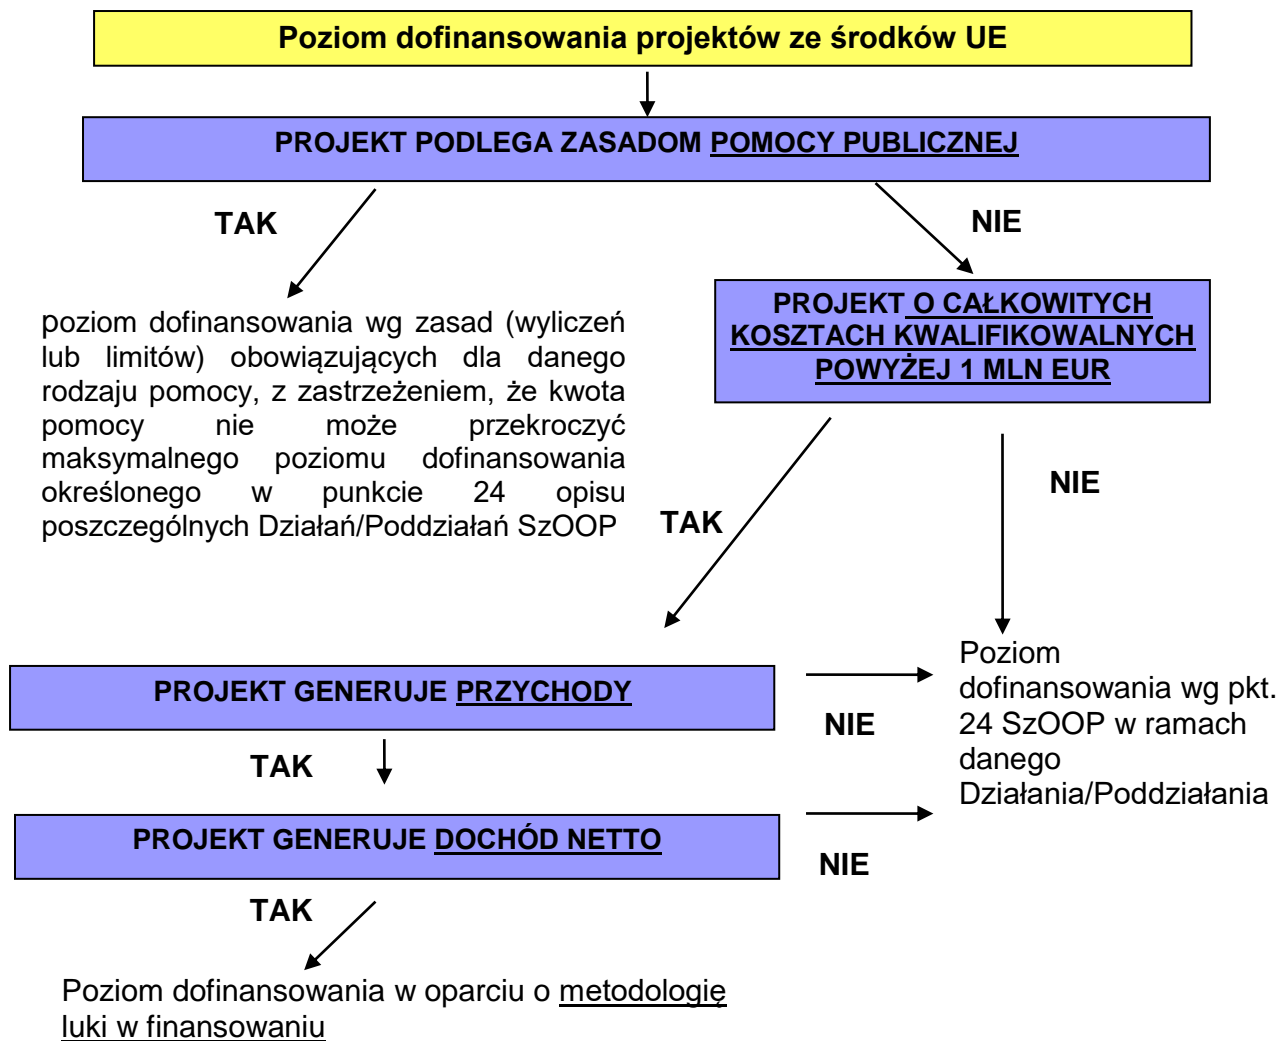 Poziom dofinansowania projektów ze środków UE
PROJEKT PODLEGA ZASADOM POMOCY PUBLICZNEJ
TAK
NIE
poziom dofinansowania wg zasad (wyliczeń
lub limitów) obowiązujących dla danego
rodzaju pomocy, z zastrzeżeniem, że kwota
pomocy nie może przekroczyć
maksymalnego poziomu dofinansowania
określonego w punkcie 24 opisu
poszczególnych Działań/Poddziałań SzOOP
PROJEKT O CAŁKOWITYCH
KOSZTACH KWALIFIKOWALNYCH
POWYŻEJ 1 MLN EUR
TAK
NIE
PROJEKT GENERUJE PRZYCHODY
NIE
Poziom
dofinansowania wg pkt.
24 SzOOP w ramach
danego
Działania/Poddziałania
TAK
PROJEKT GENERUJE DOCHÓD NETTO
NIE
TAK
Poziom dofinansowania w oparciu o metodologię
luki w finansowaniu